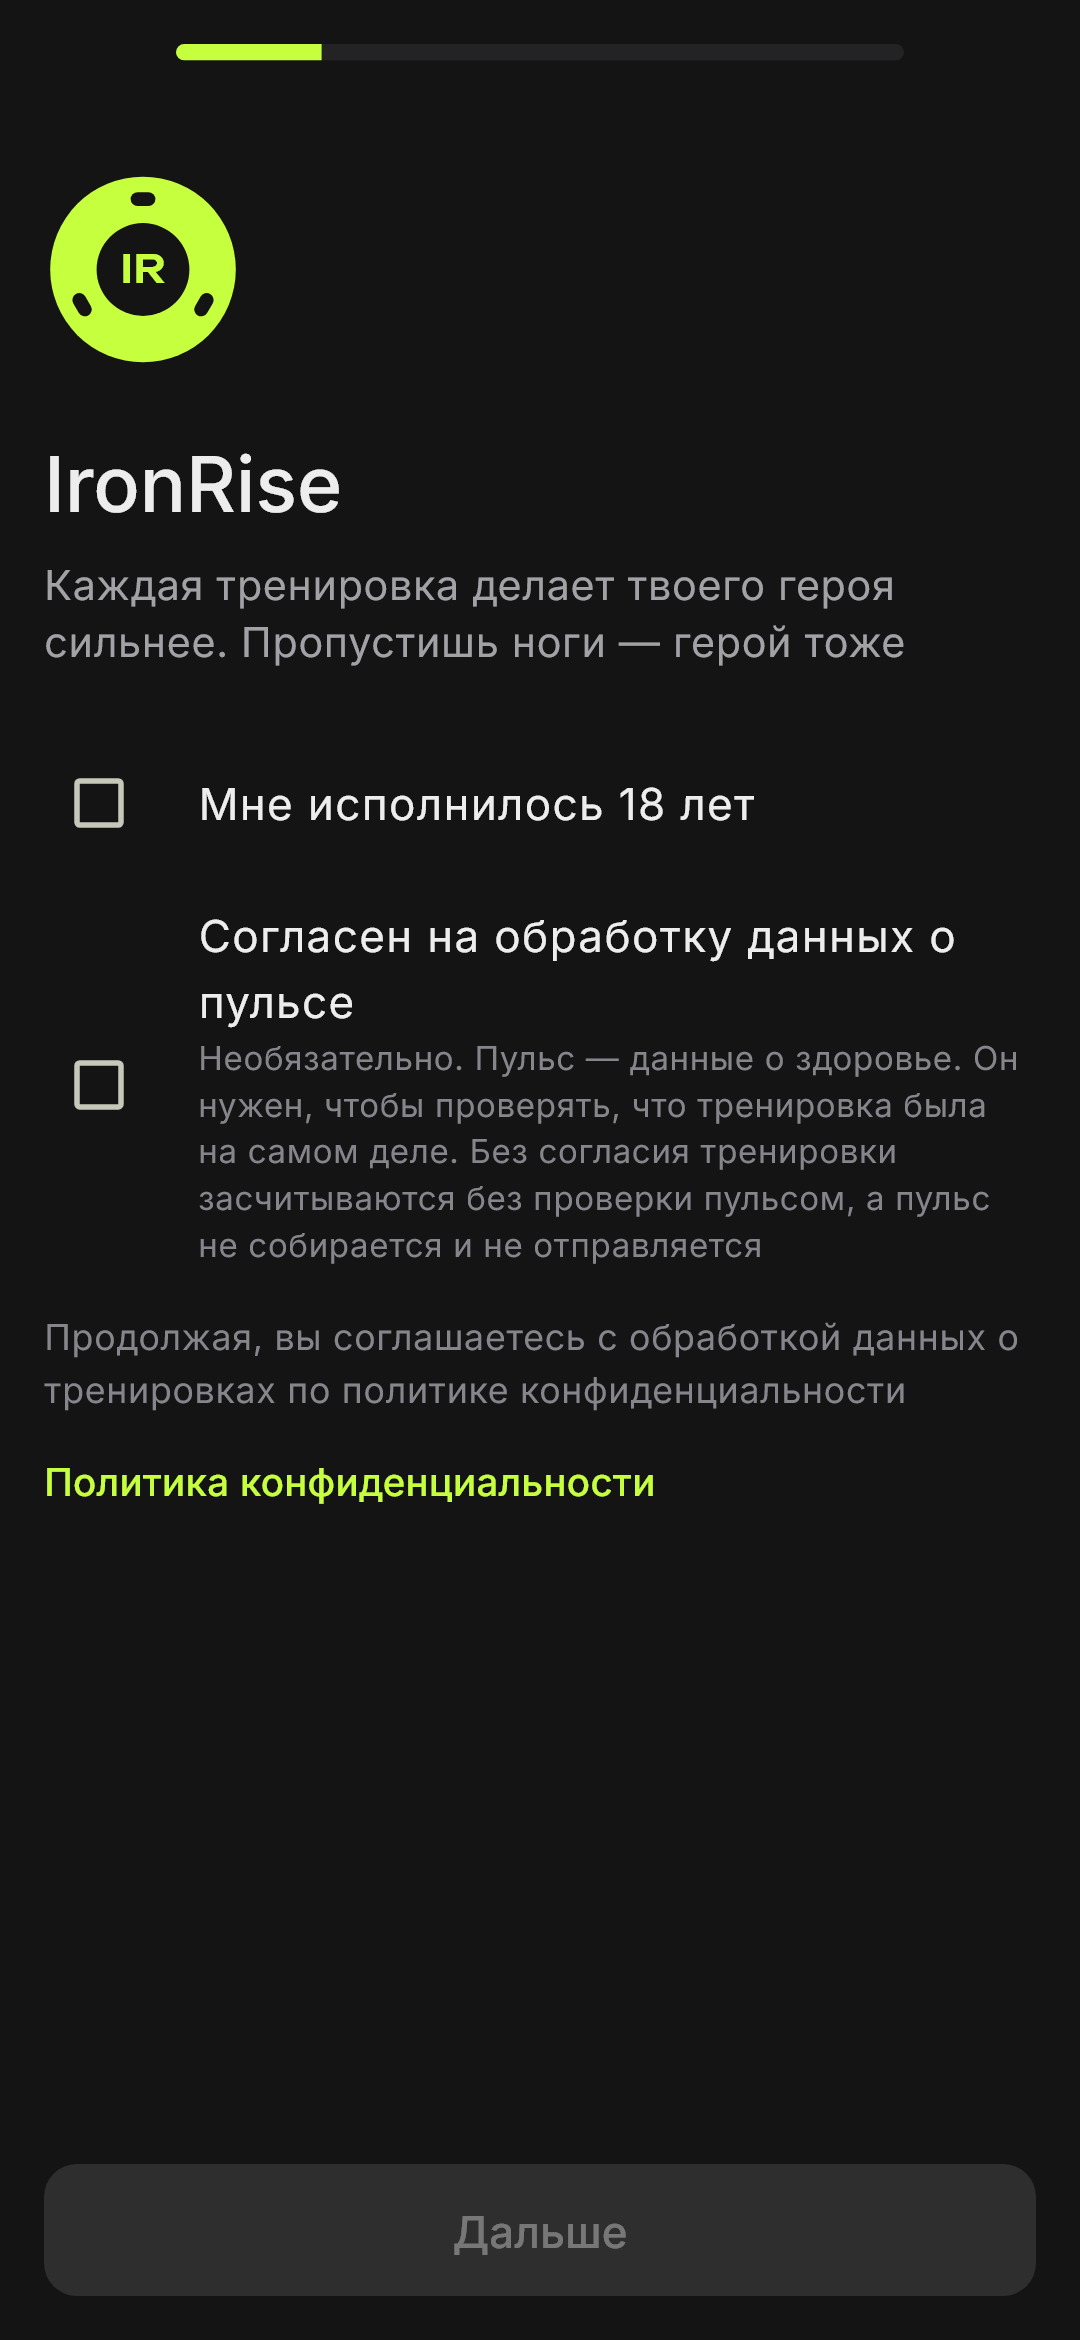 IR
IronRise
Каждая тренировка делает твоего героя
сильнее. Пропустишь ноги — герой тоже
Мне исполнилось 18 лет
Согласен на обработку данных о
пульсе
Необязательно. Пульс — данные о здоровье. Он
нужен, чтобы проверять, что тренировка была
на самом деле. Без согласия тренировки
засчитываются без проверки пульсом, а пульс
не собирается и не отправляется
Продолжая, вы соглашаетесь с обработкой данных о
тренировках по политике конфиденциальности
Политика конфиденциальности
Дальше